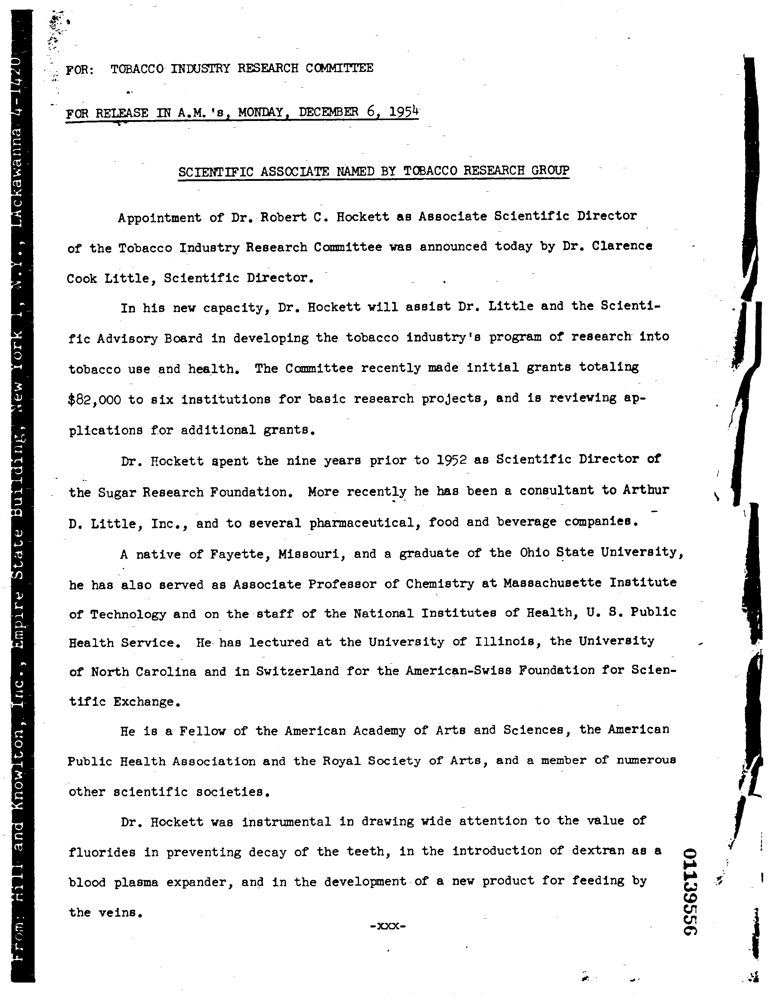 FOR: TOBACCO INDUSTRY RESEARCH COMMITTEE
FOR RELEASE IN A.M.'s, MONDAY, DECEMBER 6, 1954
SCIENTIFIC ASSOCIATE NAMED BY TOBACCO RESEARCH GROUP
Appointment of Dr. Robert C. Hockett as Associate Scientific Director
of the Tobacco Industry Research Committee was announced today by Dr. Clarence
Cook Little, Scientific Director.
In his new capacity, Dr. Hockett will assist Dr. Little and the Scienti-
fic Advisory Board in developing the tobacco industry's program of research into
tobacco use and health. The Committee recently made initial grants totaling
$82,000 to six institutions for basic research projects, and is reviewing ap-
plications for additional grants.
Dr. Hockett spent the nine years prior to 1952 as Scientific Director of
the Sugar Research Foundation. More recently he has been a consultant to Arthur
D. Little, Inc., and to several pharmaceutical, food and beverage companies.
A native of Fayette, Missouri, and a graduate of the Ohio State University,
he has also served as Associate Professor of Chemistry at Massachusette Institute
of Technology and on the staff of the National Institutes of Health, U. S. Public
Health Service. He has lectured at the University of Illinois, the University
of North Carolina and in Switzerland for the American-Swiss Foundation for Scien-
tific Exchange.
He is a Fellow of the American Academy of Arts and Sciences, the American
Public Health Association and the Royal Society of Arts, and a member of numerous
other scientific societies.
Dr. Hockett was instrumental in drawing wide attention to the value of
fluorides in preventing decay of the teeth, in the introduction of dextran as a
blood plasma expander, and in the development of a new product for feeding by
the veins.
-xxx-
From: Hill and Knowlton, Inc., Empire State Building, New York 1, N.Y., LAckawanna 4-1420
01139556